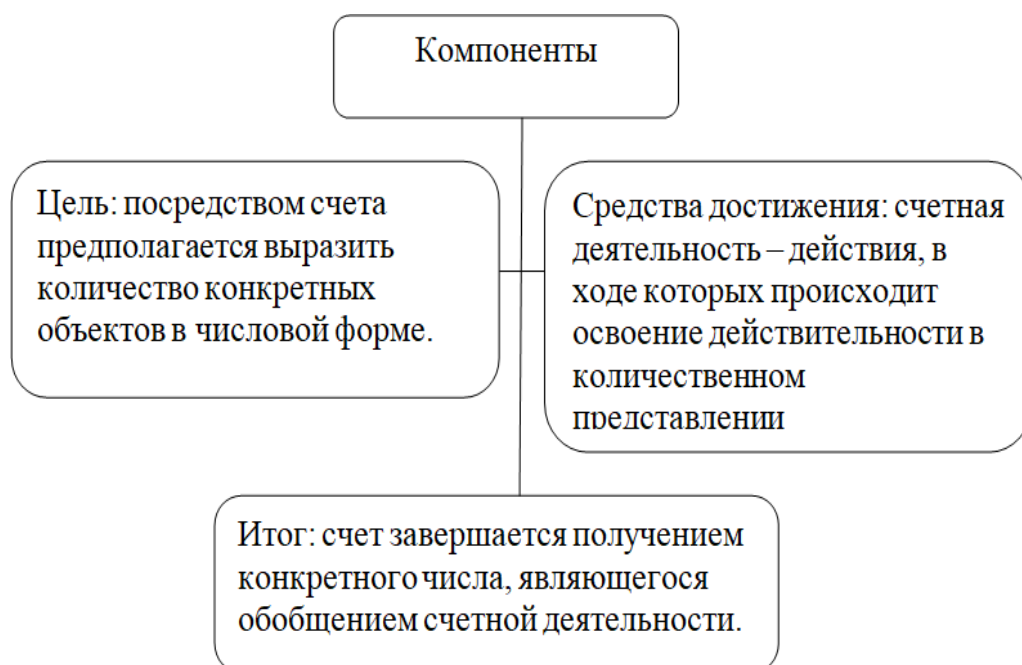 Компоненты
Цель: посредством счета
предполагается выразить
количество конкретных
объектов в числовой форме.
Средства достижения: счетная
деятельность – действия, в
ходе которых происходит
освоение действительности в
количественном
представлении
Итог: счет завершается получением
конкретного числа, являющегося
обобщением счетной деятельности.